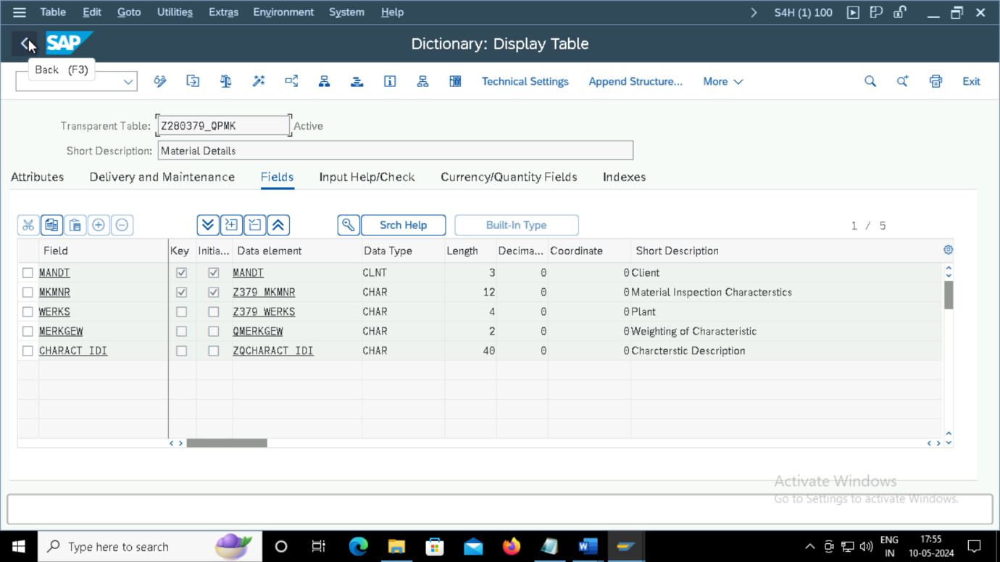 Table Edit Goto Utilities Extras Environment System Help S4H (1) 100
SAP Dictionary: Display Table
Back (F3)
Technical Settings Append Structure... More Exit
Transparent Table: Z280379_QPMK Active
Short Description: Material Details
Attributes Delivery and Maintenance Fields Input Help/Check Currency/Quantity Fields Indexes
Srch Help Built-In Type 1 / 5
Field Key Initia... Data element Data Type Length Decima... Coordinate Short Description
MANDT MANDT CLNT 3 0 0 Client
MKMNR Z379_MKMNR CHAR 12 0 0 Material Inspection Characterstics
WERKS Z379_WERKS CHAR 4 0 0 Plant
MERKGEW QMERKGEW CHAR 2 0 0 Weighting of Characteristic
CHARACT_IDI ZQCHARACT_IDI CHAR 40 0 0 Charcterstic Description
Activate Windows
Go to Settings to activate Windows.
Type here to search
ENG 17:55
IN 10-05-2024